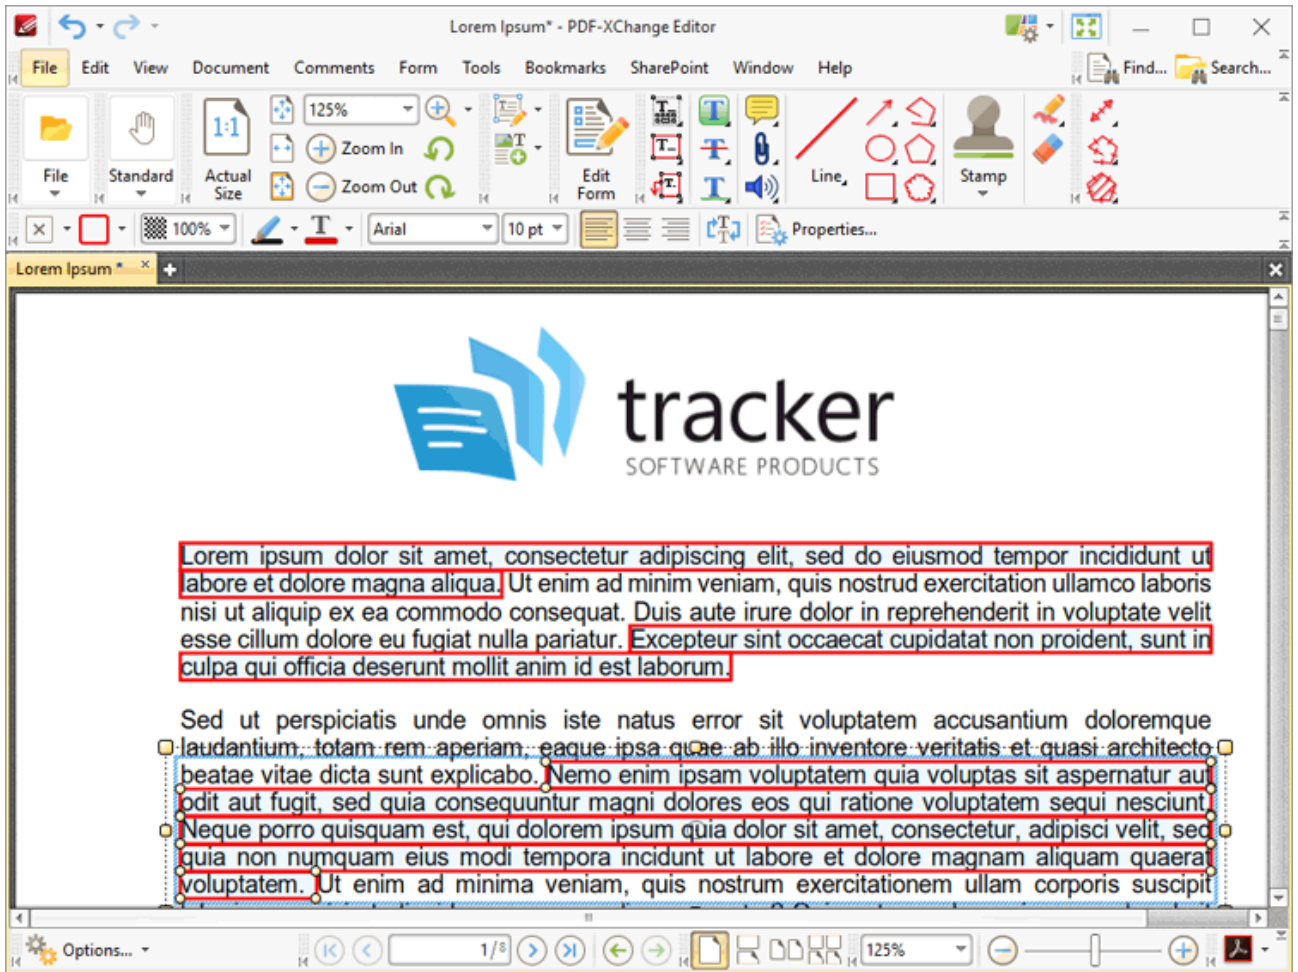 Lorem Ipsum* - PDF-XChange Editor
File Edit View Document Comments Form Tools Bookmarks SharePoint Window Help Find... Search...
1:1 125% Zoom In Zoom Out
File Standard Actual Size Edit Form Line Stamp
100% Arial 10 pt Properties...
Lorem Ipsum *
tracker
SOFTWARE PRODUCTS
Lorem ipsum dolor sit amet, consectetur adipiscing elit, sed do eiusmod tempor incididunt ut
labore et dolore magna aliqua. Ut enim ad minim veniam, quis nostrud exercitation ullamco laboris
nisi ut aliquip ex ea commodo consequat. Duis aute irure dolor in reprehenderit in voluptate velit
esse cillum dolore eu fugiat nulla pariatur. Excepteur sint occaecat cupidatat non proident, sunt in
culpa qui officia deserunt mollit anim id est laborum.
Sed ut perspiciatis unde omnis iste natus error sit voluptatem accusantium doloremque
laudantium, totam rem aperiam, eaque ipsa quae ab illo inventore veritatis et quasi architecto
beatae vitae dicta sunt explicabo. Nemo enim ipsam voluptatem quia voluptas sit aspernatur aut
odit aut fugit, sed quia consequuntur magni dolores eos qui ratione voluptatem sequi nesciunt.
Neque porro quisquam est, qui dolorem ipsum quia dolor sit amet, consectetur, adipisci velit, sed
quia non numquam eius modi tempora incidunt ut labore et dolore magnam aliquam quaerat
voluptatem. Ut enim ad minima veniam, quis nostrum exercitationem ullam corporis suscipit
Options... 1/8 125%